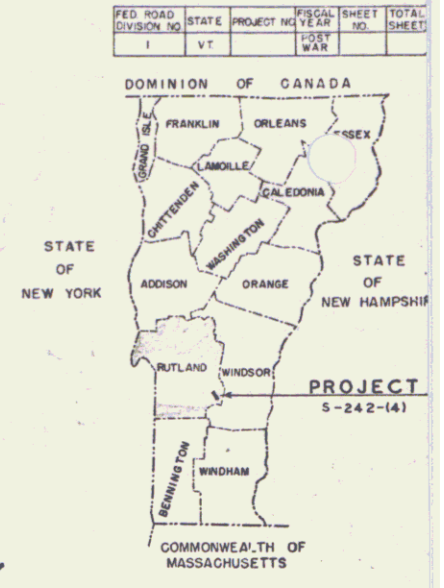 FED. ROAD DIVISION NO. STATE PROJECT NO. FISCAL YEAR SHEET NO. TOTAL SHEETS
1 VT. POST WAR
DOMINION OF CANADA
GRAND ISLE FRANKLIN ORLEANS ESSEX
LAMOILLE
CHITTENDEN CALEDONIA
WASHINGTON
STATE
OF
NEW YORK
STATE
OF
NEW HAMPSHIR
ADDISON ORANGE
RUTLAND WINDSOR
PROJECT
S-242-(4)
BENNINGTON WINDHAM
COMMONWEALTH OF
MASSACHUSETTS